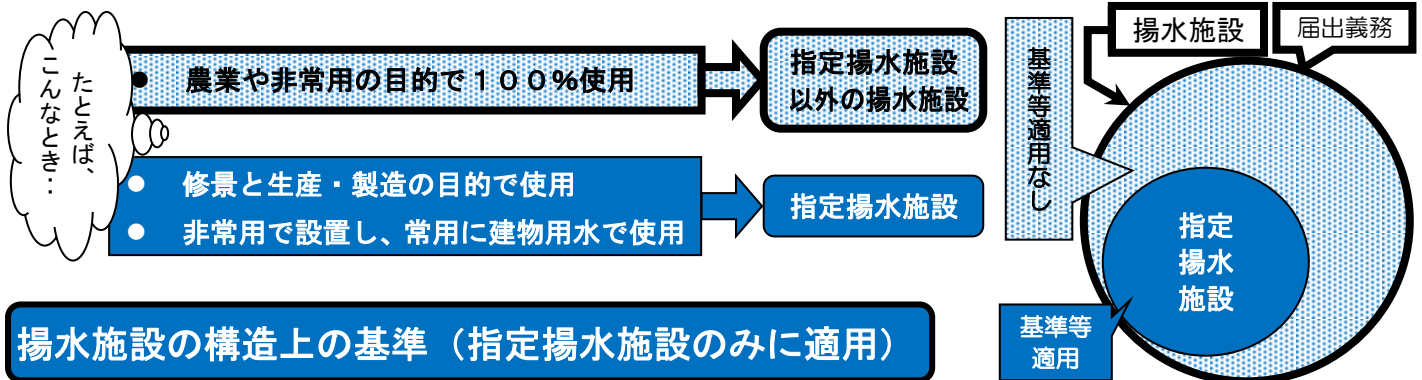 たとえば、
こんなとき‥
● 農業や非常用の目的で１００％使用
指定揚水施設
以外の揚水施設
● 修景と生産・製造の目的で使用
● 非常用で設置し、常用に建物用水で使用
指定揚水施設
揚水施設の構造上の基準（指定揚水施設のみに適用）
揚水施設
届出義務
基準等適用なし
指定
揚水
施設
基準等
適用